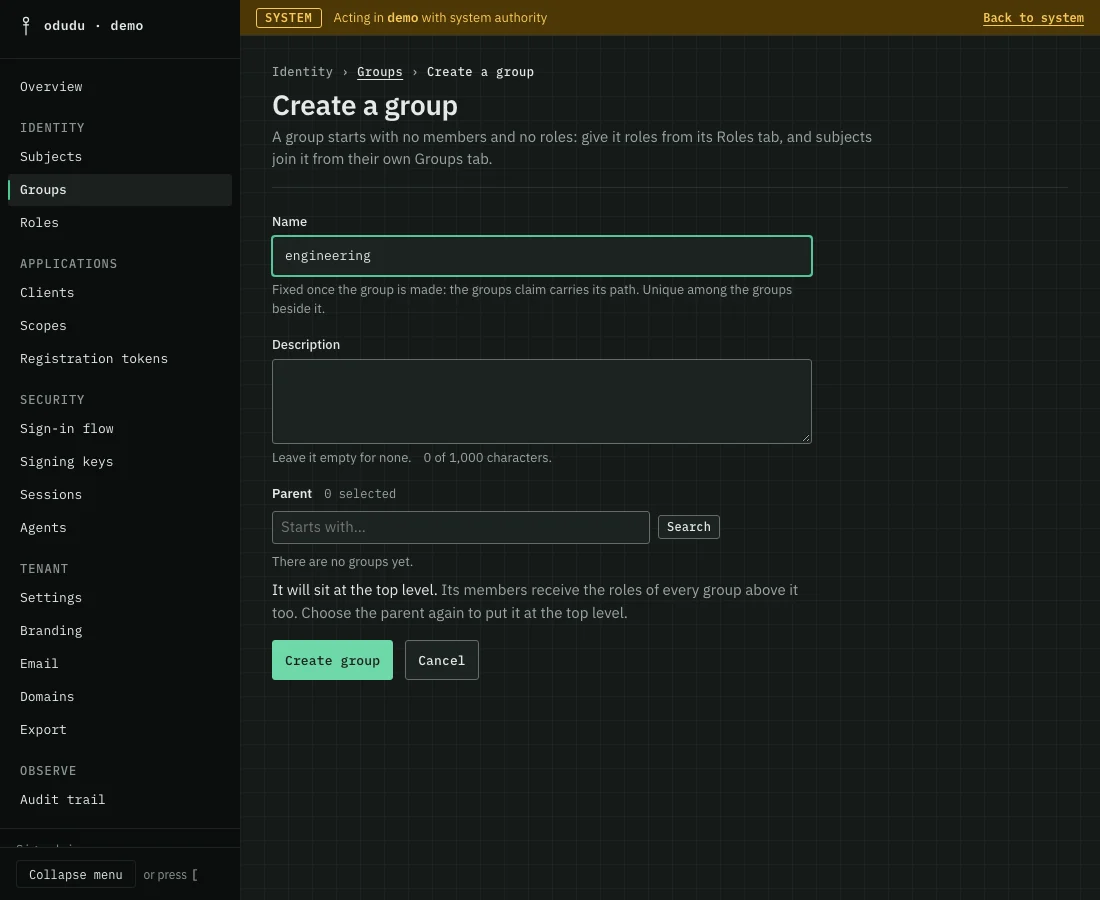 odudu · demo
SYSTEM Acting in demo with system authority Back to system
Overview
IDENTITY
Subjects
Groups
Roles
APPLICATIONS
Clients
Scopes
Registration tokens
SECURITY
Sign-in flow
Signing keys
Sessions
Agents
TENANT
Settings
Branding
Email
Domains
Export
OBSERVE
Audit trail
Collapse menu or press [
Identity › Groups › Create a group
Create a group
A group starts with no members and no roles: give it roles from its Roles tab, and subjects
join it from their own Groups tab.
Name
engineering
Fixed once the group is made: the groups claim carries its path. Unique among the groups
beside it.
Description
Leave it empty for none. 0 of 1,000 characters.
Parent 0 selected
Starts with... Search
There are no groups yet.
It will sit at the top level. Its members receive the roles of every group above it
too. Choose the parent again to put it at the top level.
Create group Cancel